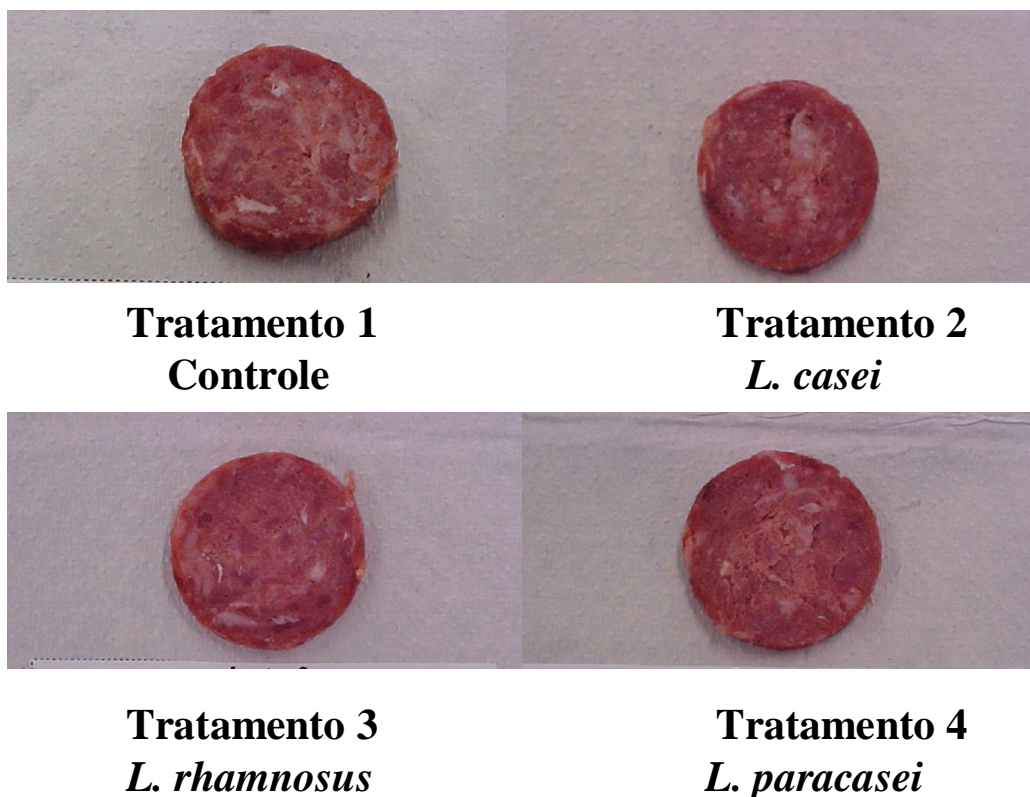 Tratamento 1
Controle
Tratamento 2
L. casei
Tratamento 3
L. rhamnosus
Tratamento 4
L. paracasei